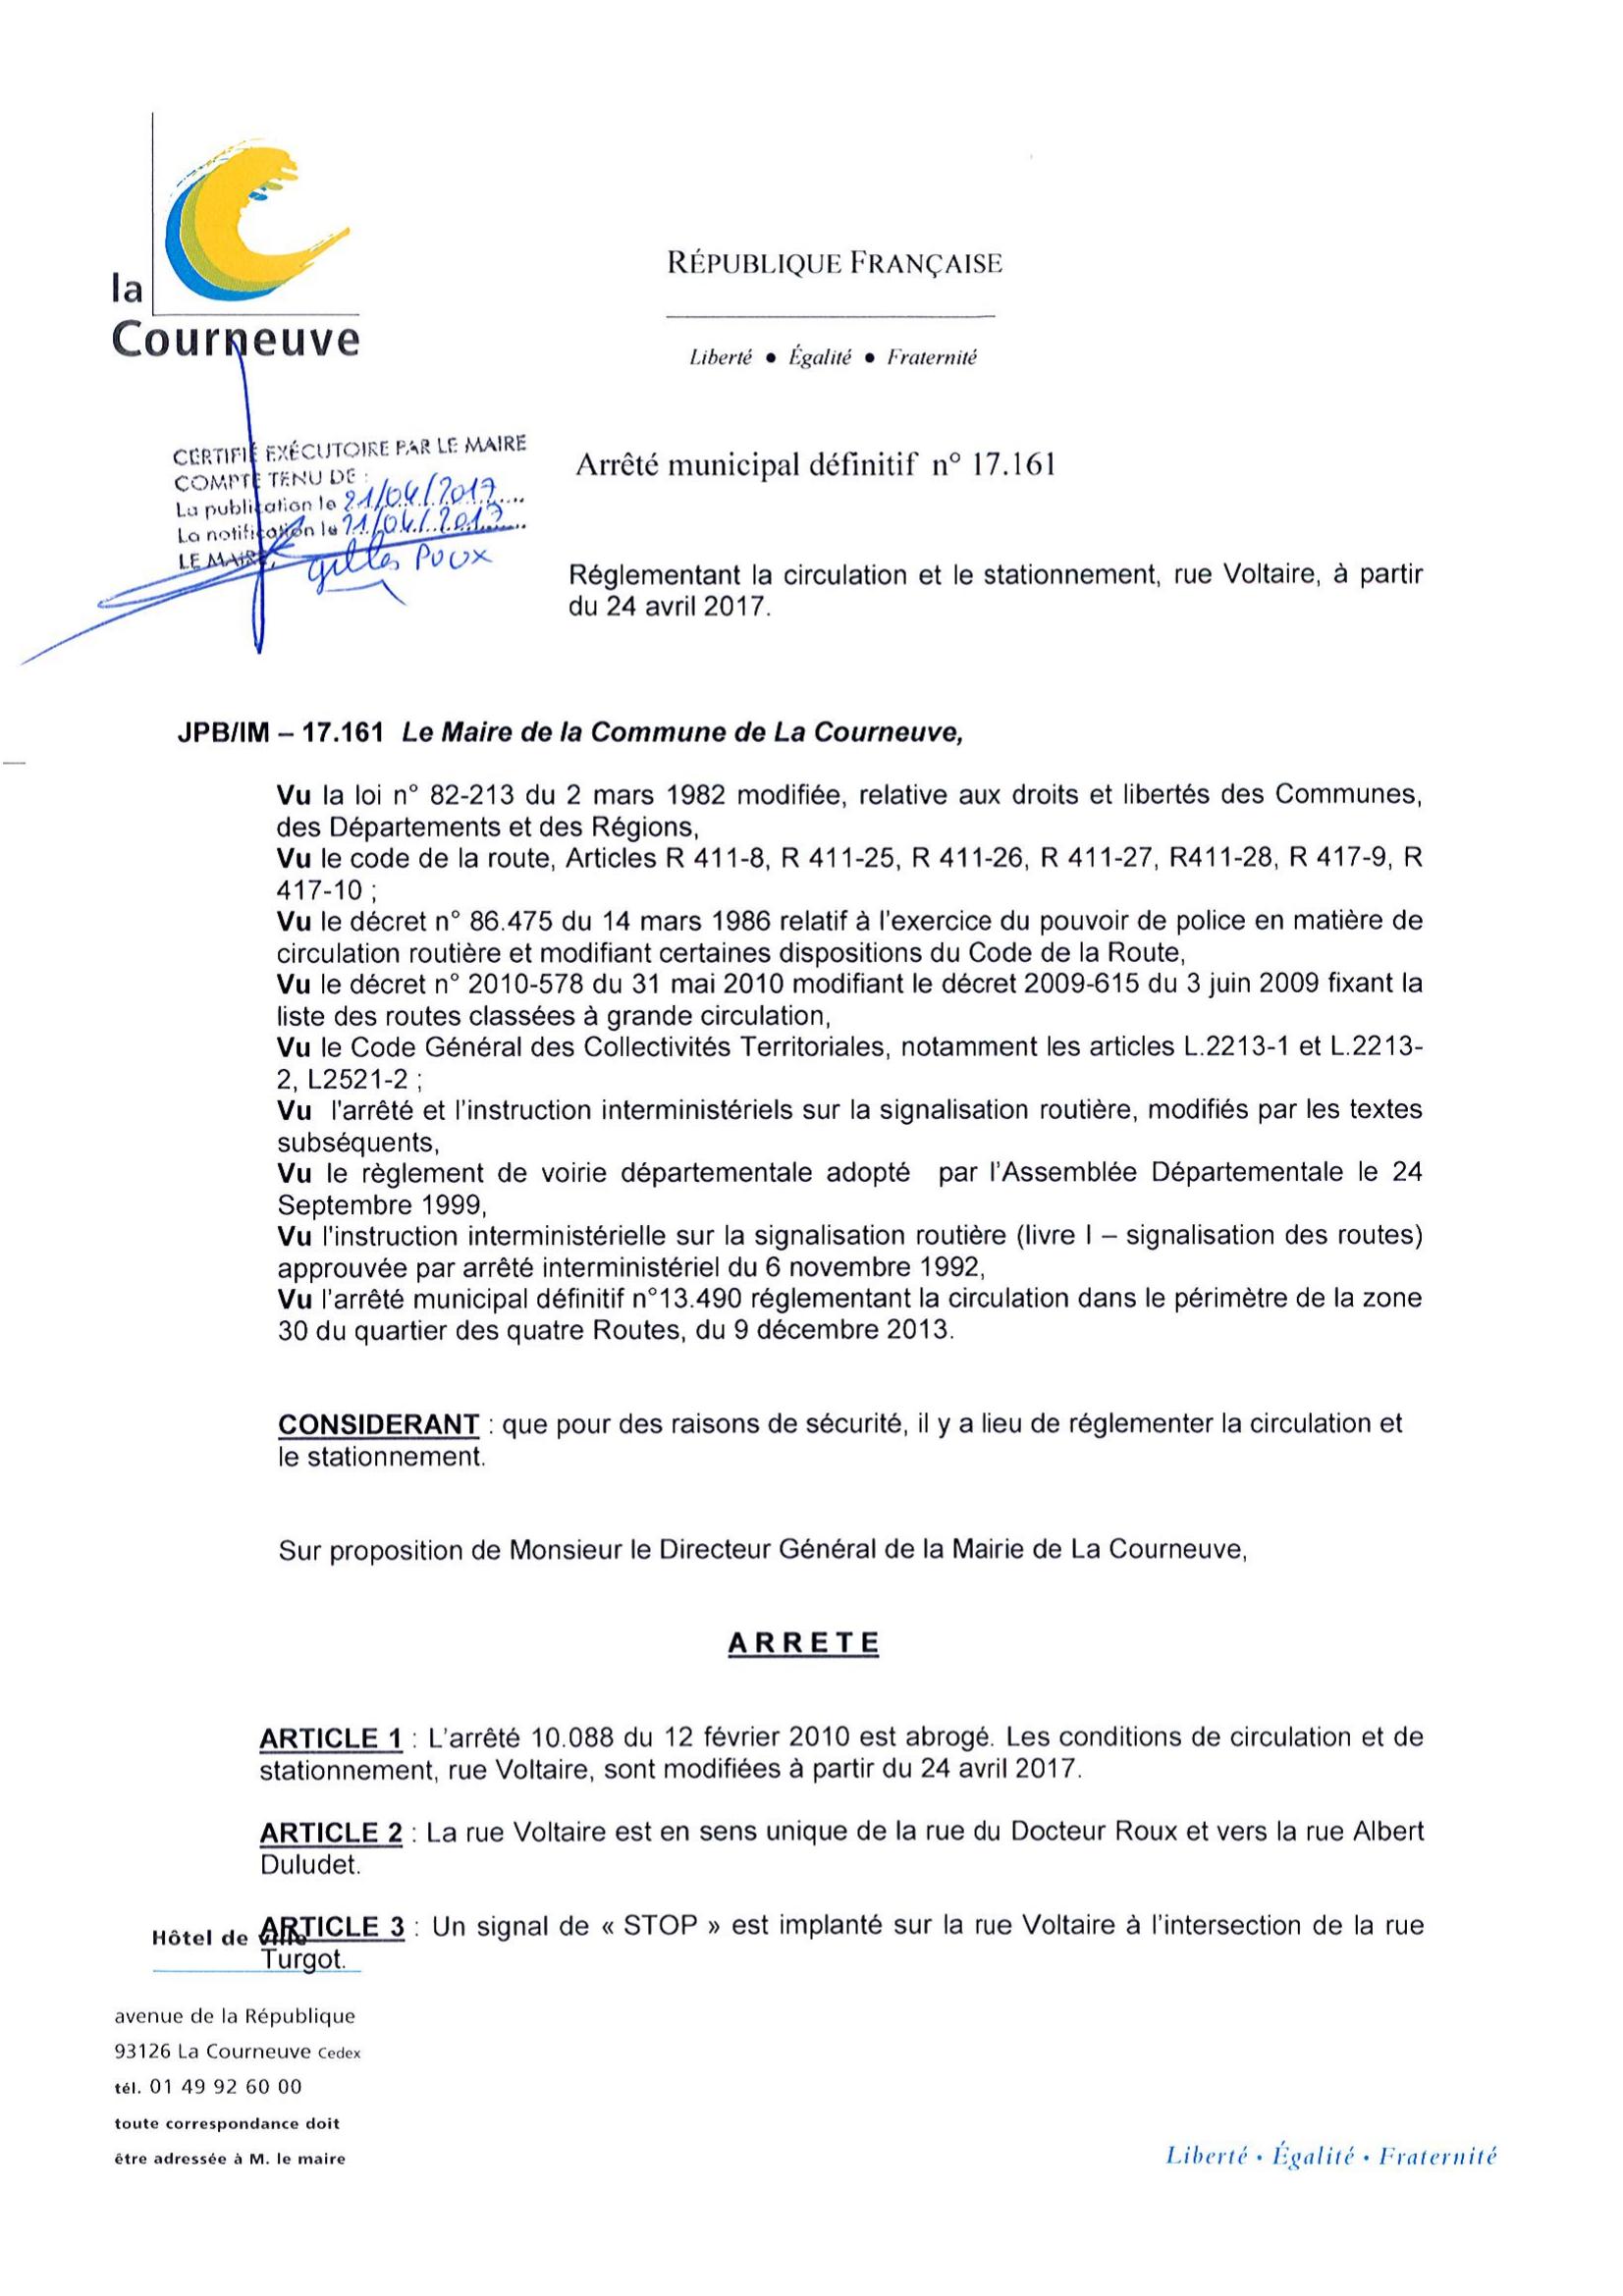 la
Courneuve
RÉPUBLIQUE FRANÇAISE
Liberté • Égalité • Fraternité
CERTIFIÉ EXÉCUTOIRE PAR LE MAIRE
COMPTE TENU DE :
La publication le 21/04/2017
La notification le 21/04/2017
LE MAIRE,
Gilles POUX
Arrêté municipal définitif n° 17.161
Réglementant la circulation et le stationnement, rue Voltaire, à partir
du 24 avril 2017.
JPB/IM – 17.161 Le Maire de la Commune de La Courneuve,
Vu la loi n° 82-213 du 2 mars 1982 modifiée, relative aux droits et libertés des Communes,
des Départements et des Régions,
Vu le code de la route, Articles R 411-8, R 411-25, R 411-26, R 411-27, R411-28, R 417-9, R
417-10 ;
Vu le décret n° 86.475 du 14 mars 1986 relatif à l'exercice du pouvoir de police en matière de
circulation routière et modifiant certaines dispositions du Code de la Route,
Vu le décret n° 2010-578 du 31 mai 2010 modifiant le décret 2009-615 du 3 juin 2009 fixant la
liste des routes classées à grande circulation,
Vu le Code Général des Collectivités Territoriales, notamment les articles L.2213-1 et L.2213-
2, L2521-2 ;
Vu l'arrêté et l'instruction interministériels sur la signalisation routière, modifiés par les textes
subséquents,
Vu le règlement de voirie départementale adopté par l'Assemblée Départementale le 24
Septembre 1999,
Vu l'instruction interministérielle sur la signalisation routière (livre I – signalisation des routes)
approuvée par arrêté interministériel du 6 novembre 1992,
Vu l'arrêté municipal définitif n°13.490 réglementant la circulation dans le périmètre de la zone
30 du quartier des quatre Routes, du 9 décembre 2013.
CONSIDERANT : que pour des raisons de sécurité, il y a lieu de réglementer la circulation et
le stationnement.
Sur proposition de Monsieur le Directeur Général de la Mairie de La Courneuve,
ARRETE
ARTICLE 1 : L'arrêté 10.088 du 12 février 2010 est abrogé. Les conditions de circulation et de
stationnement, rue Voltaire, sont modifiées à partir du 24 avril 2017.
ARTICLE 2 : La rue Voltaire est en sens unique de la rue du Docteur Roux et vers la rue Albert
Duludet.
ARTICLE 3 : Un signal de « STOP » est implanté sur la rue Voltaire à l'intersection de la rue
Turgot.
Hôtel de ville
avenue de la République
93126 La Courneuve Cedex
tél. 01 49 92 60 00
toute correspondance doit
être adressée à M. le maire
Liberté • Égalité • Fraternité